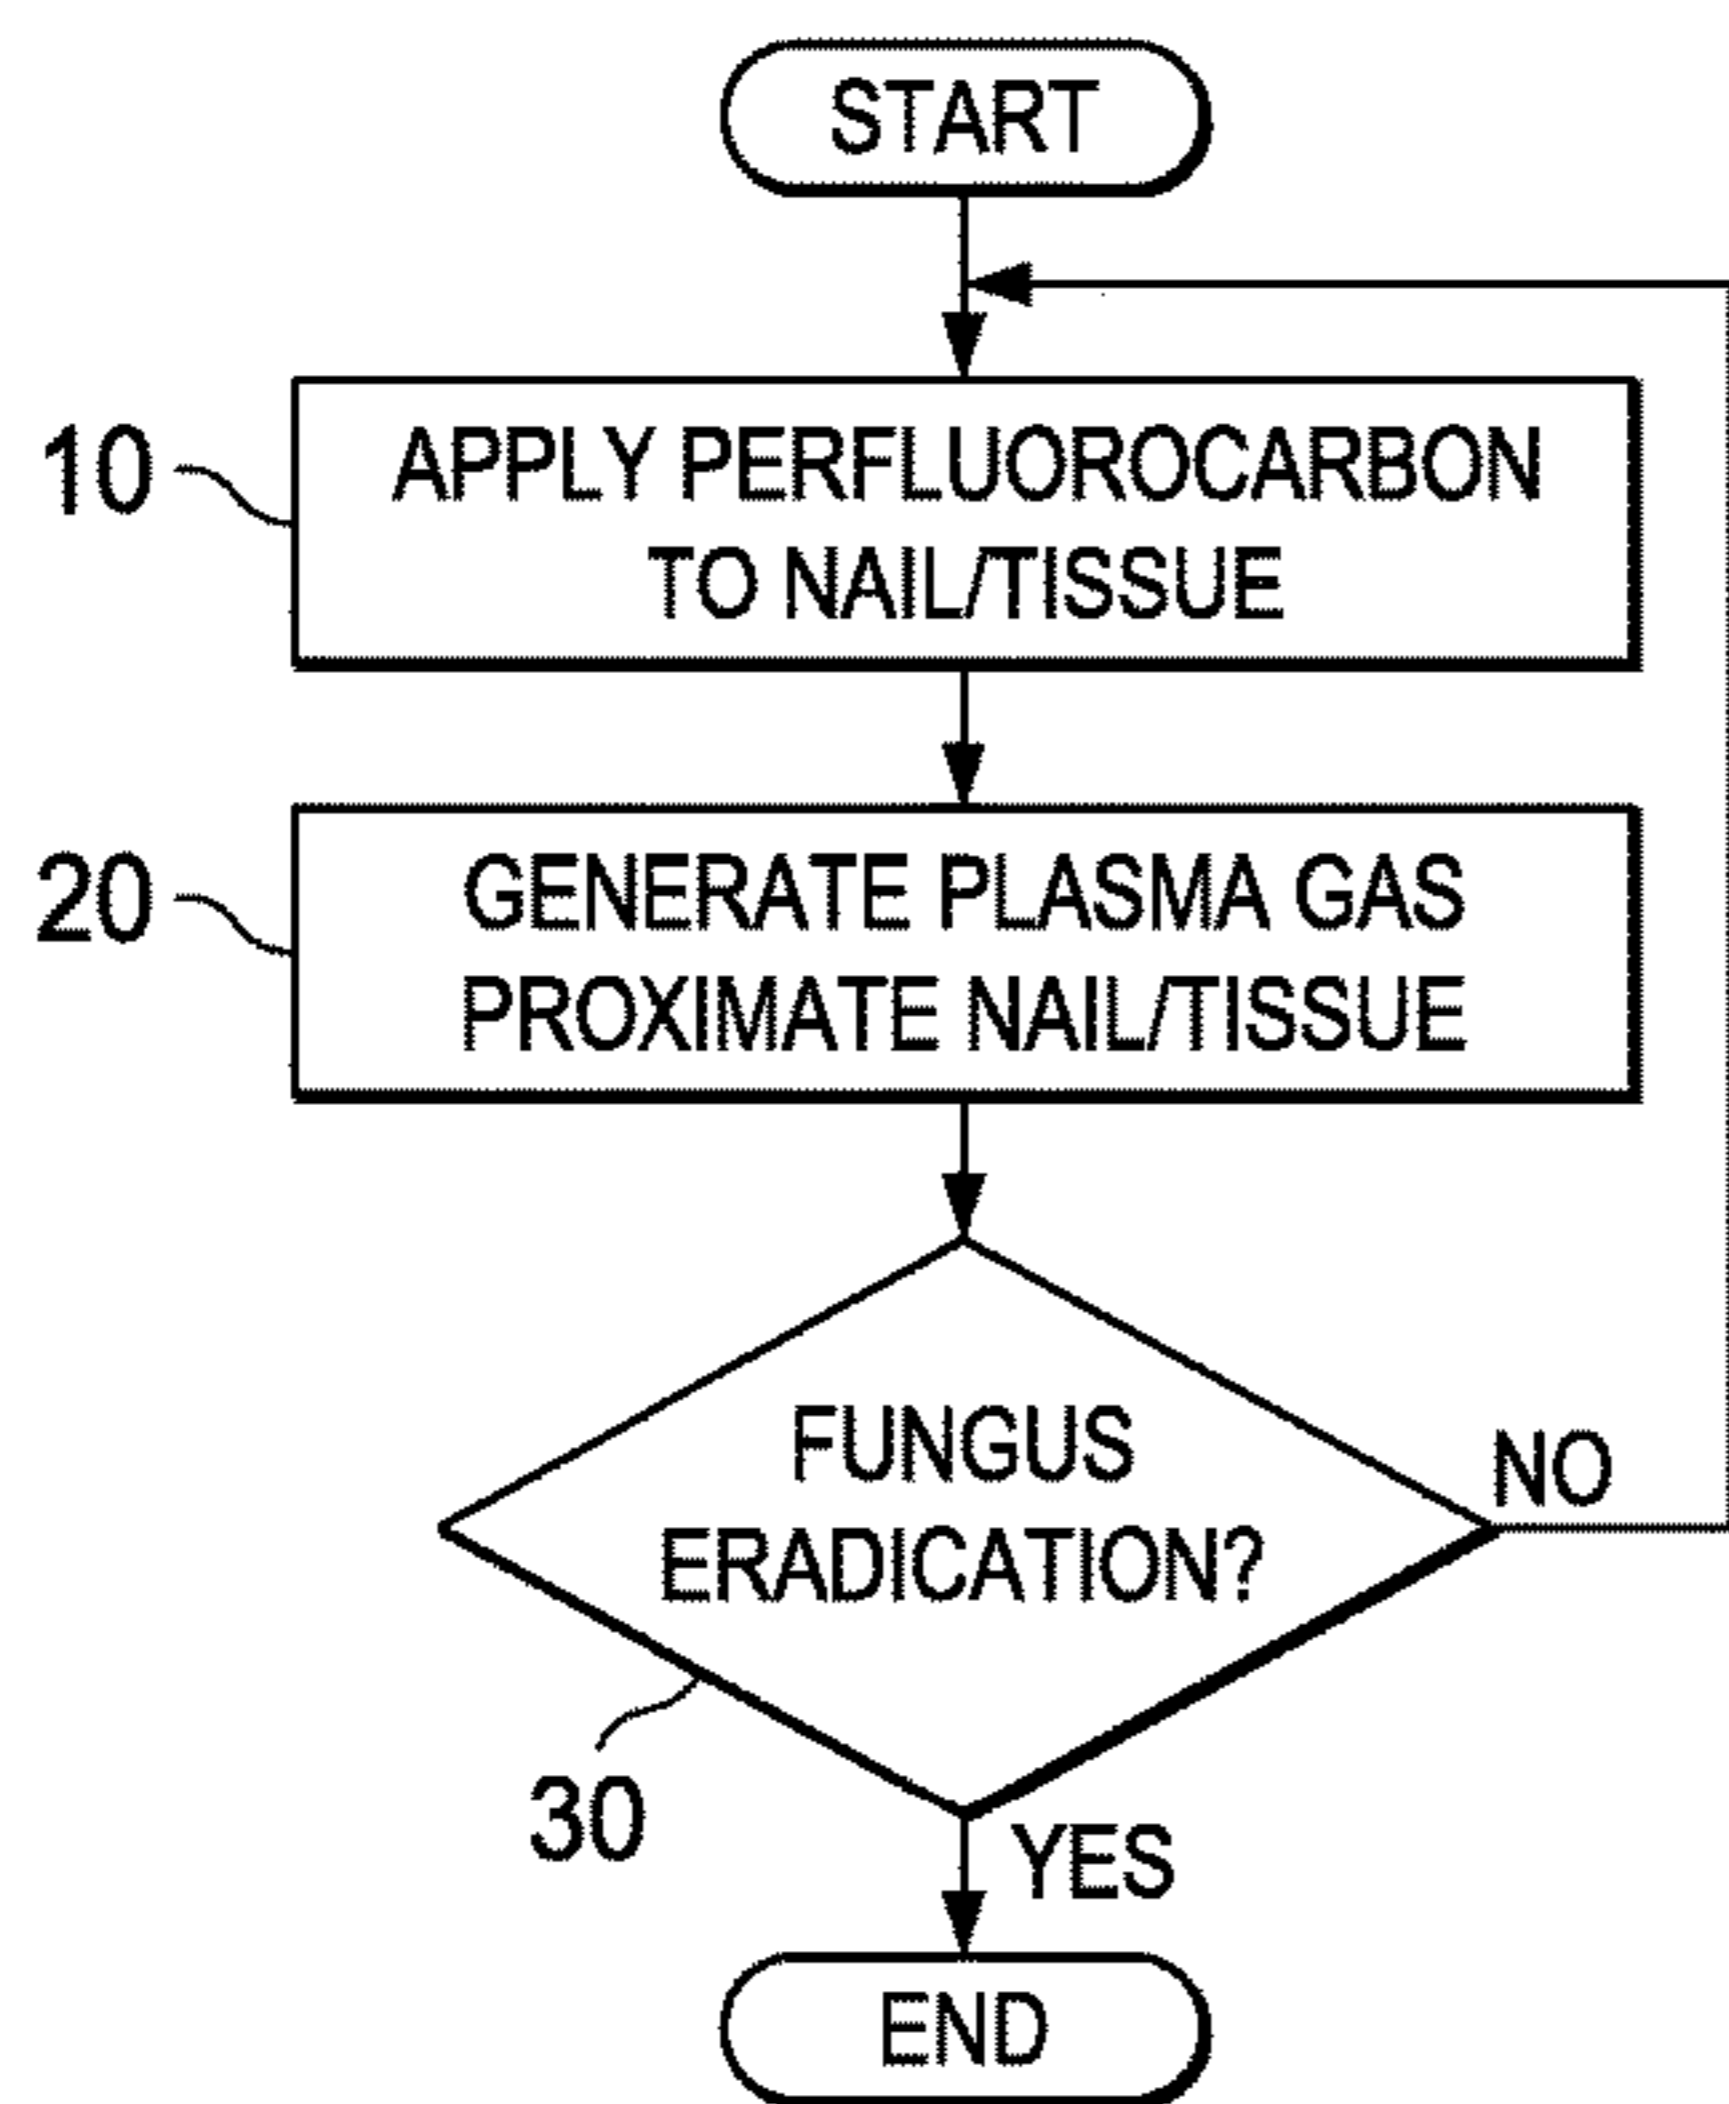 START
10
APPLY PERFLUOROCARBON
TO NAIL/TISSUE
20
GENERATE PLASMA GAS
PROXIMATE NAIL/TISSUE
FUNGUS
ERADICATION?
NO
30
YES
END